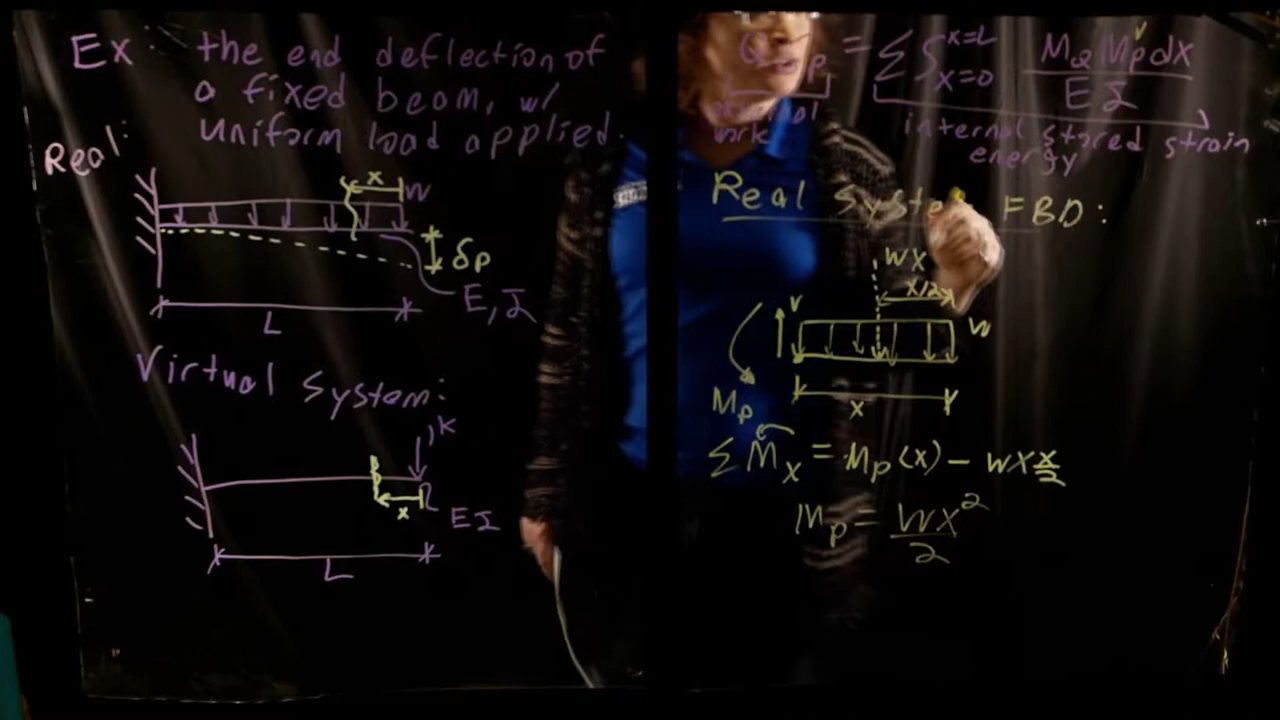 Ex: the end deflection of
a fixed beam, w/
uniform load applied.
Real:
x
W
δP
E, I
L
Virtual System:
1k
x
EI
L
Q · δP = Σ ∫ x=L x=0 MQ MP dx / EI
work
internal stored strain
energy
Real System FBD:
WX
X/2
V
W
MP
x
ΣMx = MP(x) - WX x/2
MP = WX² / 2